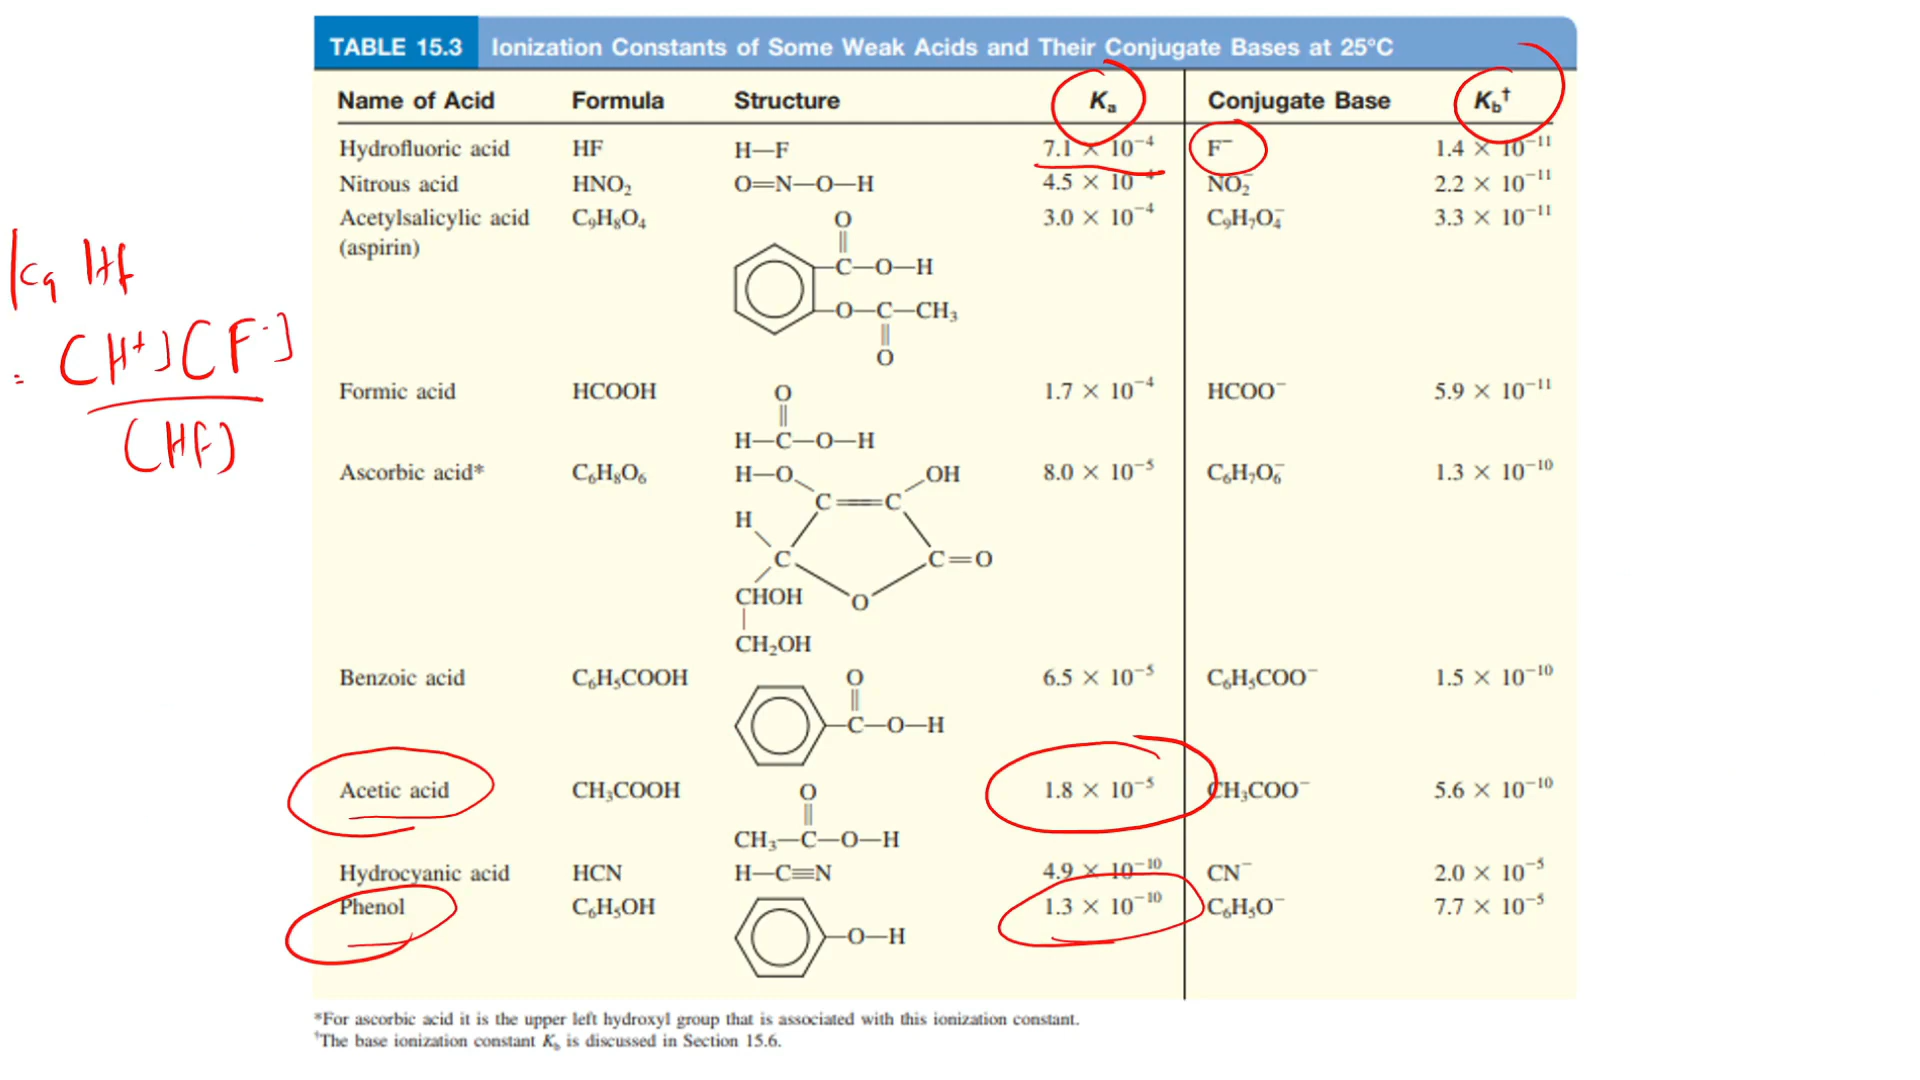 TABLE 15.3 Ionization Constants of Some Weak Acids and Their Conjugate Bases at 25°C
Name of Acid Formula Structure Kₐ Conjugate Base K_b†
Hydrofluoric acid HF H—F 7.1 × 10⁻⁴ F⁻ 1.4 × 10⁻¹¹
Nitrous acid HNO₂ O=N—O—H 4.5 × 10⁻⁴ NO₂⁻ 2.2 × 10⁻¹¹
Acetylsalicylic acid C₉H₈O₄ O 3.0 × 10⁻⁴ C₉H₇O₄⁻ 3.3 × 10⁻¹¹
(aspirin)
C—O—H
O—C—CH₃
O
Ka Hf
= [H⁺][F⁻]
(Hf)
Formic acid HCOOH O 1.7 × 10⁻⁴ HCOO⁻ 5.9 × 10⁻¹¹
H—C—O—H
Ascorbic acid* C₆H₈O₆ H—O OH 8.0 × 10⁻⁵ C₆H₇O₆⁻ 1.3 × 10⁻¹⁰
C=C
H
C C=O
CHOH O
CH₂OH
Benzoic acid C₆H₅COOH O 6.5 × 10⁻⁵ C₆H₅COO⁻ 1.5 × 10⁻¹⁰
C—O—H
Acetic acid CH₃COOH O 1.8 × 10⁻⁵ CH₃COO⁻ 5.6 × 10⁻¹⁰
CH₃—C—O—H
Hydrocyanic acid HCN H—C≡N 4.9 × 10⁻¹⁰ CN⁻ 2.0 × 10⁻⁵
Phenol C₆H₅OH 1.3 × 10⁻¹⁰ C₆H₅O⁻ 7.7 × 10⁻⁵
O—H
*For ascorbic acid it is the upper left hydroxyl group that is associated with this ionization constant.
†The base ionization constant K_b is discussed in Section 15.6.